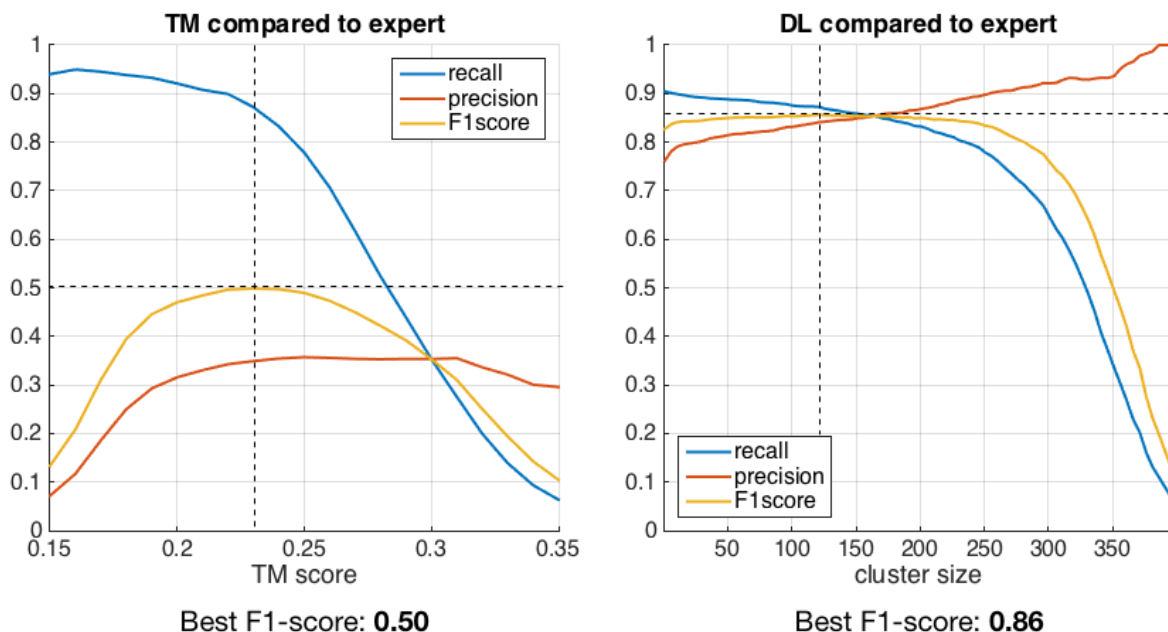 TM compared to expert
1
0.9
0.8
0.7
0.6
0.5
0.4
0.3
0.2
0.1
0
recall
precision
F1score
0.15 0.2 0.25 0.3 0.35
TM score
Best F1-score: 0.50
DL compared to expert
1
0.9
0.8
0.7
0.6
0.5
0.4
0.3
0.2
0.1
0
recall
precision
F1score
50 100 150 200 250 300 350
cluster size
Best F1-score: 0.86